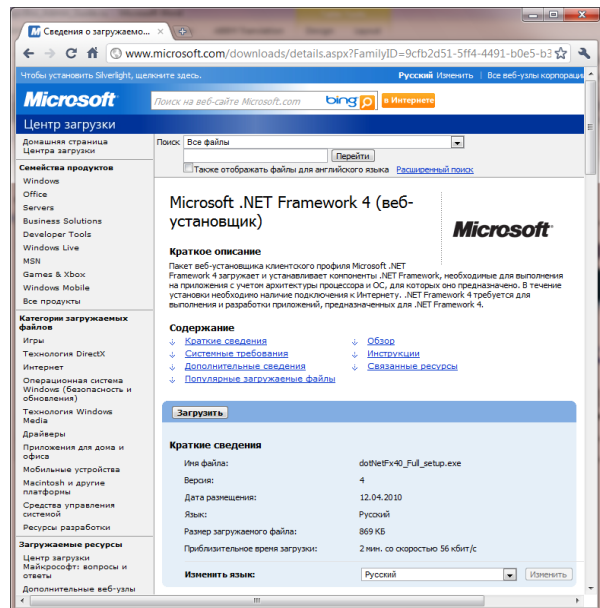 Сведения о загружаемо...
www.microsoft.com/downloads/details.aspx?FamilyID=9cfb2d51-5ff4-4491-b0e5-b3
Чтобы установить Silverlight, щелкните здесь.
Русский Изменить | Все веб-узлы корпорации
Microsoft
Поиск на веб-сайте Microsoft.com
bing
в Интернете
Центр загрузки
Домашняя страница
Центра загрузки
Семейства продуктов
Windows
Office
Servers
Business Solutions
Developer Tools
Windows Live
MSN
Games & Xbox
Windows Mobile
Все продукты
Категории загружаемых
файлов
Игры
Технология DirectX
Интернет
Операционная система
Windows (безопасность и
обновления)
Технология Windows
Media
Драйверы
Приложения для дома и
офиса
Мобильные устройства
Macintosh и другие
платформы
Средства управления
системой
Ресурсы разработки
Загружаемые ресурсы
Центр загрузки
Майкрософт: вопросы и
ответы
Дополнительные веб-узлы
Поиск
Все файлы
Перейти
Также отображать файлы для английского языка Расширенный поиск
Microsoft .NET Framework 4 (веб-
установщик)
Microsoft
Краткое описание
Пакет веб-установщика клиентского профиля Microsoft .NET
Framework 4 загружает и устанавливает компоненты .NET Framework, необходимые для выполнения
на приложения с учетом архитектуры процессора и ОС, для которых оно предназначено. В течение
установки необходимо наличие подключения к Интернету. .NET Framework 4 требуется для
выполнения и разработки приложений, предназначенных для .NET Framework 4.
Содержание
Краткие сведения
Обзор
Системные требования
Инструкции
Дополнительные сведения
Связанные ресурсы
Популярные загружаемые файлы
Загрузить
Краткие сведения
Имя файла: dotNetFx40_Full_setup.exe
Версия: 4
Дата размещения: 12.04.2010
Язык: Русский
Размер загружаемого файла: 869 КБ
Приблизительное время загрузки: 2 мин. со скоростью 56 кбит/с
Изменить язык: Русский Изменить